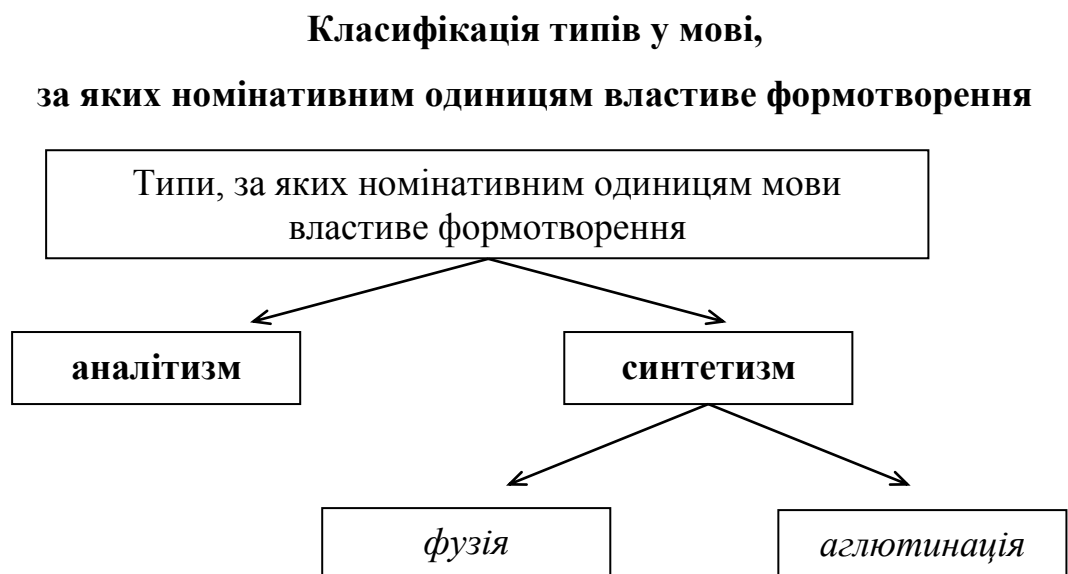 Класифікація типів у мові,
за яких номінативним одиницям властиве формотворення
Типи, за яких номінативним одиницям мови
властиве формотворення
аналітизм
синтетизм
фузія
аглютинація